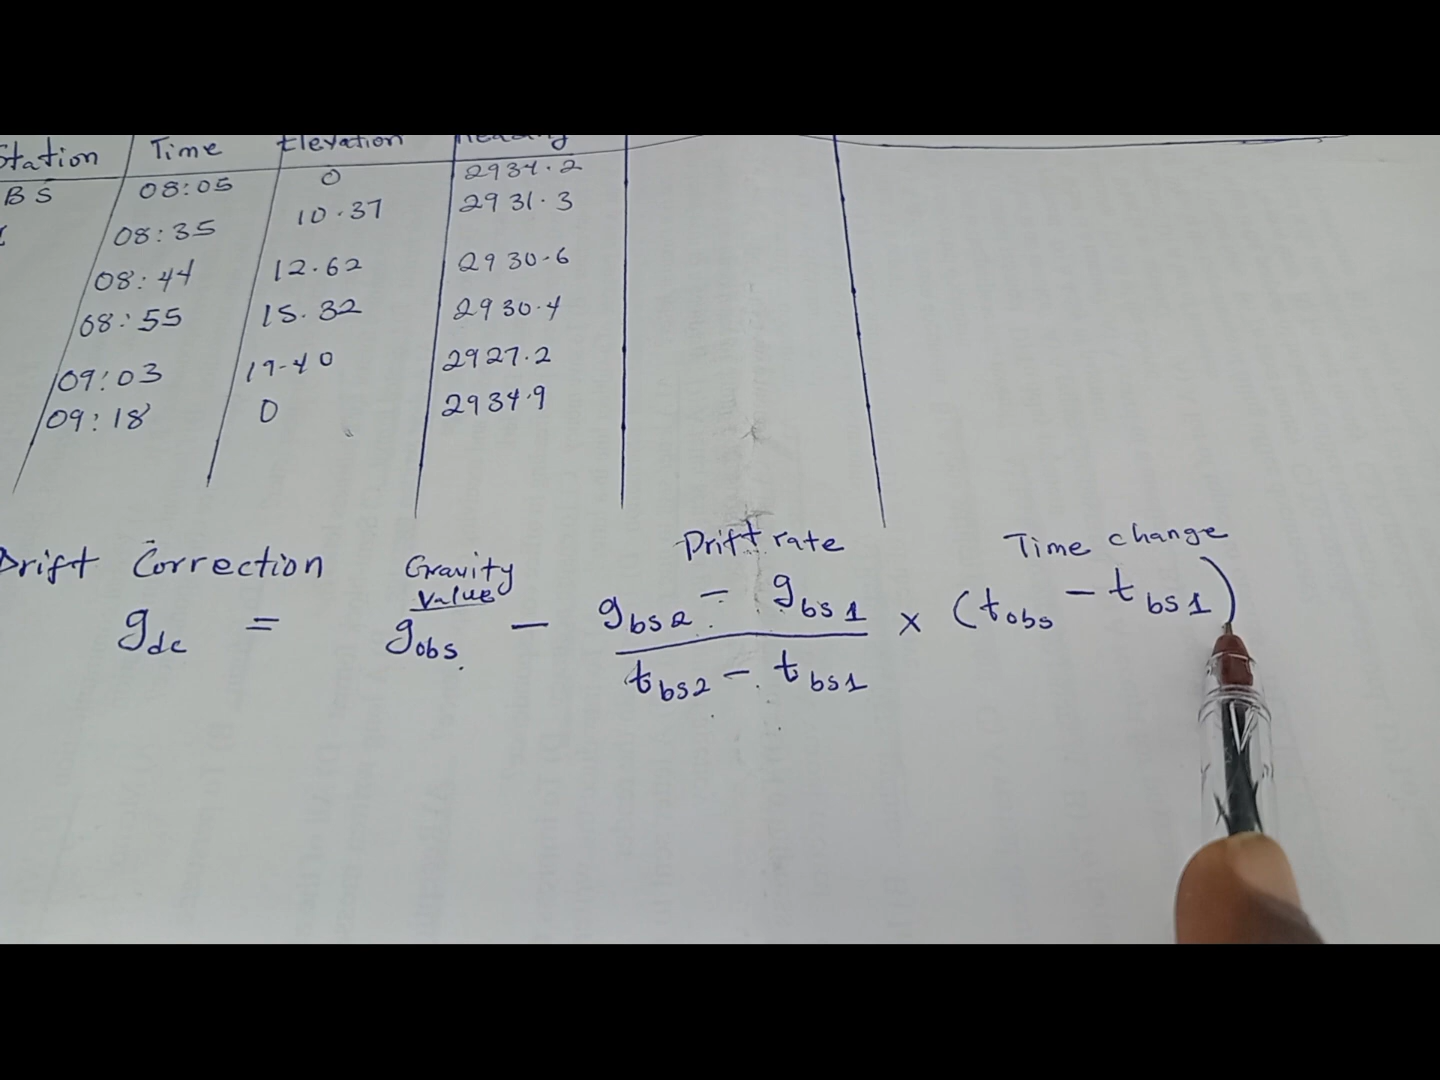 Station Time Elevation Reading
BS 08:05 0 2934.2
08:35 10.37 2931.3
08:44 12.62 2930.6
08:55 15.32 2930.4
09:03 19.40 2927.2
09:18 0 2934.9
Drift Correction Gravity Value Drift rate Time change
gdc = gobs. - gbs2 - gbs1 / tbs2 - tbs1 × (tobs - tbs1)